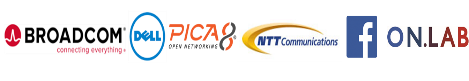 BROADCOM®
connecting everything®
DELL
PICA8
OPEN NETWORKING
NTT Communications
f
ON.LAB